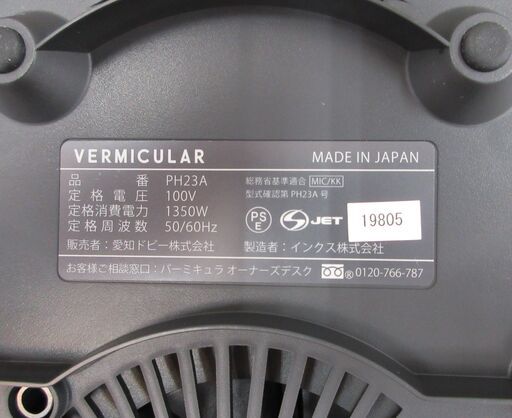 VERMICULAR MADE IN JAPAN
品番 PH23A
定格電圧 100V
定格消費電力 1350W
定格周波数 50/60Hz
総務省基準適合 MIC/KK
型式確認第 PH23A 号
PS
E
JET
19805
販売者：愛知ドビー株式会社 製造者：インクス株式会社
お客様ご相談窓口：バーミキュラ オーナーズデスク ® 0120-766-787